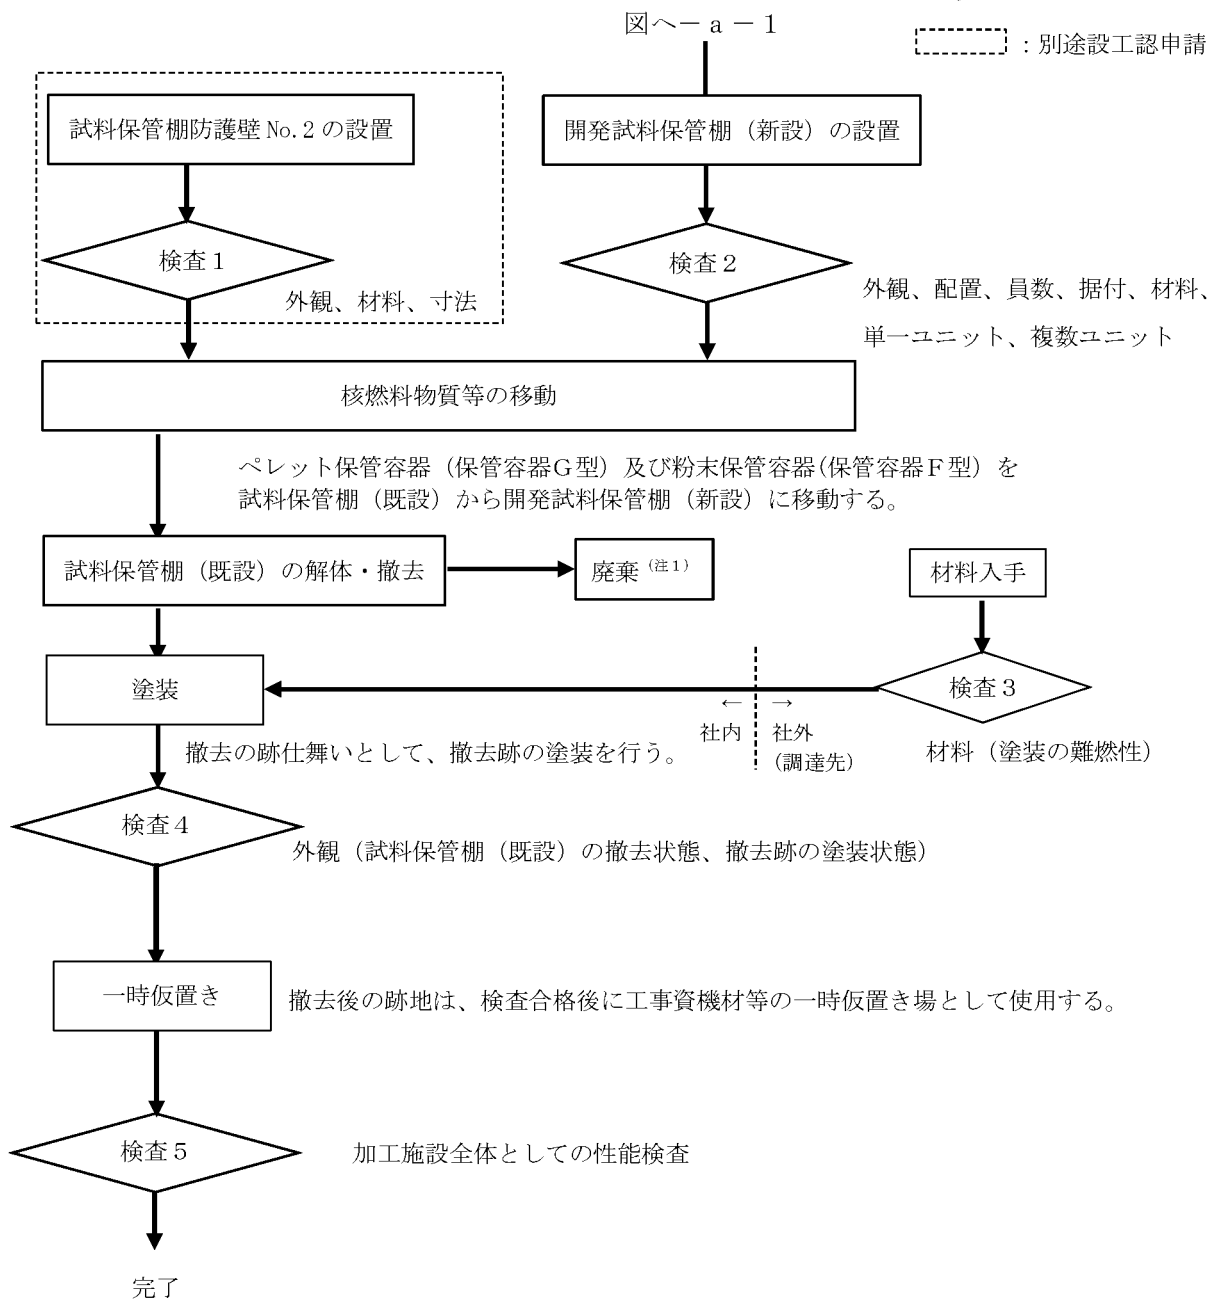 図へ－ａ－１
：別途設工認申請
試料保管棚防護壁 No.2 の設置
開発試料保管棚（新設）の設置
検査１
検査２
外観、材料、寸法
外観、配置、員数、据付、材料、
単一ユニット、複数ユニット
核燃料物質等の移動
ペレット保管容器（保管容器Ｇ型）及び粉末保管容器(保管容器Ｆ型）を
試料保管棚（既設）から開発試料保管棚（新設）に移動する。
試料保管棚（既設）の解体・撤去
廃棄（注１）
材料入手
塗装
検査３
← →
社内 社外
（調達先）
材料（塗装の難燃性）
撤去の跡仕舞いとして、撤去跡の塗装を行う。
検査４
外観（試料保管棚（既設）の撤去状態、撤去跡の塗装状態）
一時仮置き
撤去後の跡地は、検査合格後に工事資機材等の一時仮置き場として使用する。
検査５
加工施設全体としての性能検査
完了